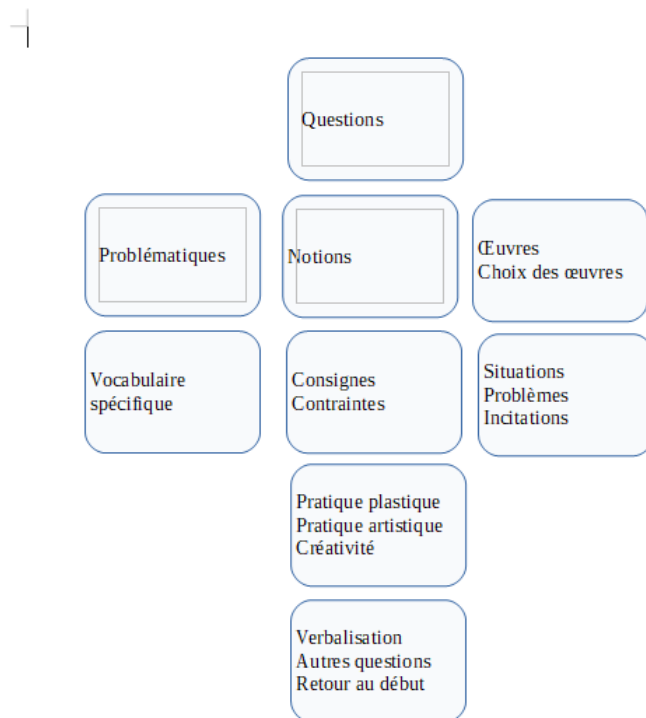 Questions
Problématiques
Notions
Œuvres
Choix des œuvres
Vocabulaire
spécifique
Consignes
Contraintes
Situations
Problèmes
Incitations
Pratique plastique
Pratique artistique
Créativité
Verbalisation
Autres questions
Retour au début